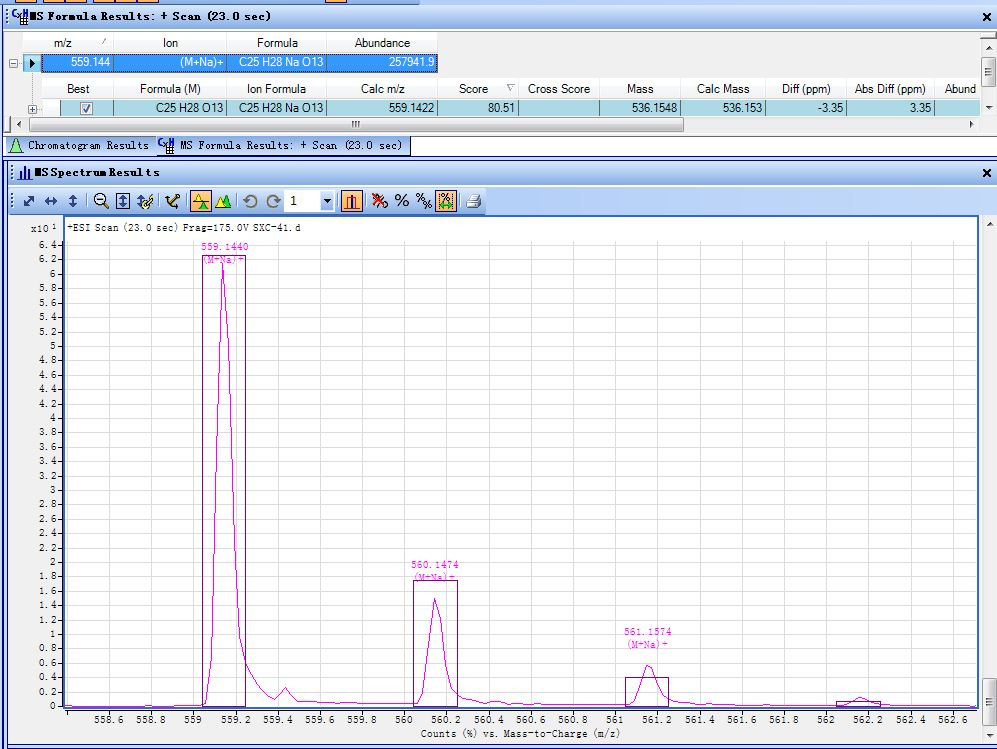 MS Formula Results: + Scan (23.0 sec)
m/z Ion Formula Abundance
559.144 (M+Na)+ C25 H28 Na O13 257941.9
Best Formula (M) Ion Formula Calc m/z Score Cross Score Mass Calc Mass Diff (ppm) Abs Diff (ppm) Abund
C25 H28 O13 C25 H28 Na O13 559.1422 80.51 536.1548 536.153 -3.35 3.35
Chromatogram Results MS Formula Results: + Scan (23.0 sec)
MS Spectrum Results
1
x10 1
+ESI Scan (23.0 sec) Frag=175.0V SXC-41.d
559.1440
(M+Na)+
560.1474
(M+Na)+
561.1574
(M+Na)+
6.4
6.2
6
5.8
5.6
5.4
5.2
5
4.8
4.6
4.4
4.2
4
3.8
3.6
3.4
3.2
3
2.8
2.6
2.4
2.2
2
1.8
1.6
1.4
1.2
1
0.8
0.6
0.4
0.2
0
558.6 558.8 559 559.2 559.4 559.6 559.8 560 560.2 560.4 560.6 560.8 561 561.2 561.4 561.6 561.8 562 562.2 562.4 562.6
Counts (%) vs. Mass-to-Charge (m/z)